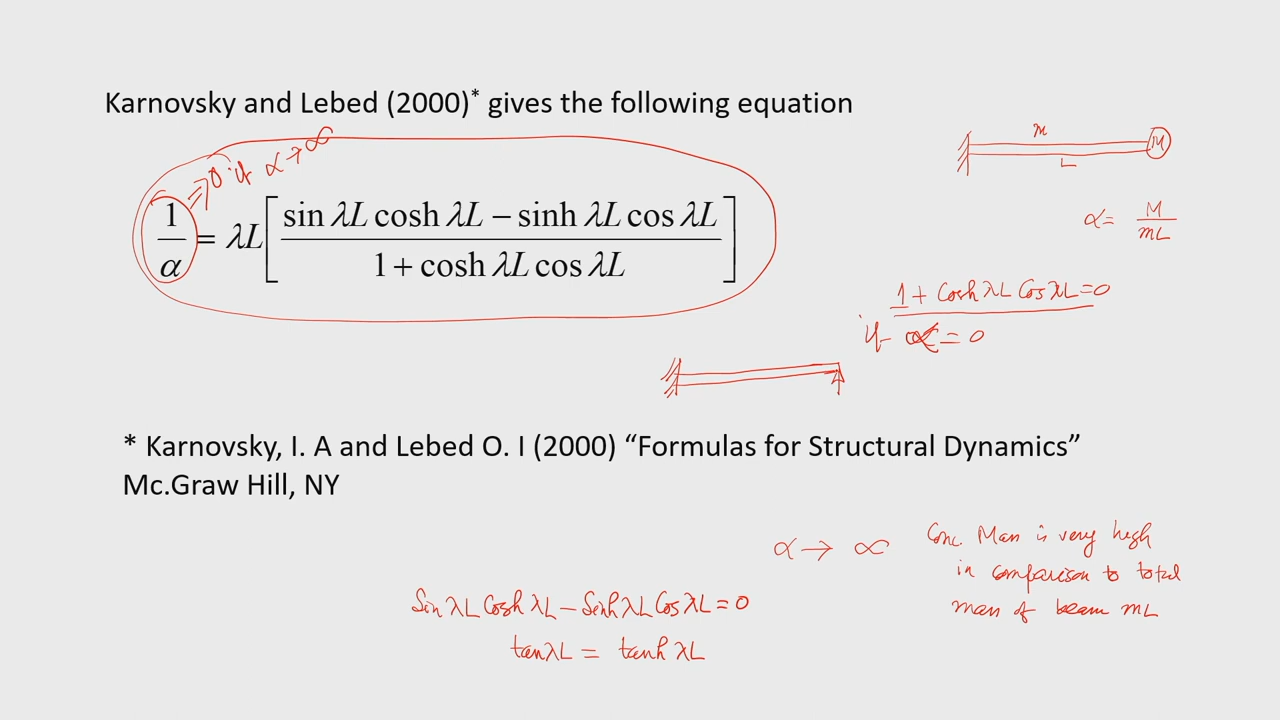 Karnovsky and Lebed (2000)* gives the following equation
⇒ 0 if α → ∞
1/α = λL[(sin λL cosh λL − sinh λL cos λL)/(1 + cosh λL cos λL)]
m
M
L
α = M/mL
1 + Cosh λL Cos λL = 0
if α = 0
* Karnovsky, I. A and Lebed O. I (2000) “Formulas for Structural Dynamics”
Mc.Graw Hill, NY
α → ∞
Conc. Mass is very high
in comparison to total
mass of beam mL
Sin λL Cosh λL − Sinh λL Cos λL = 0
tan λL = tanh λL